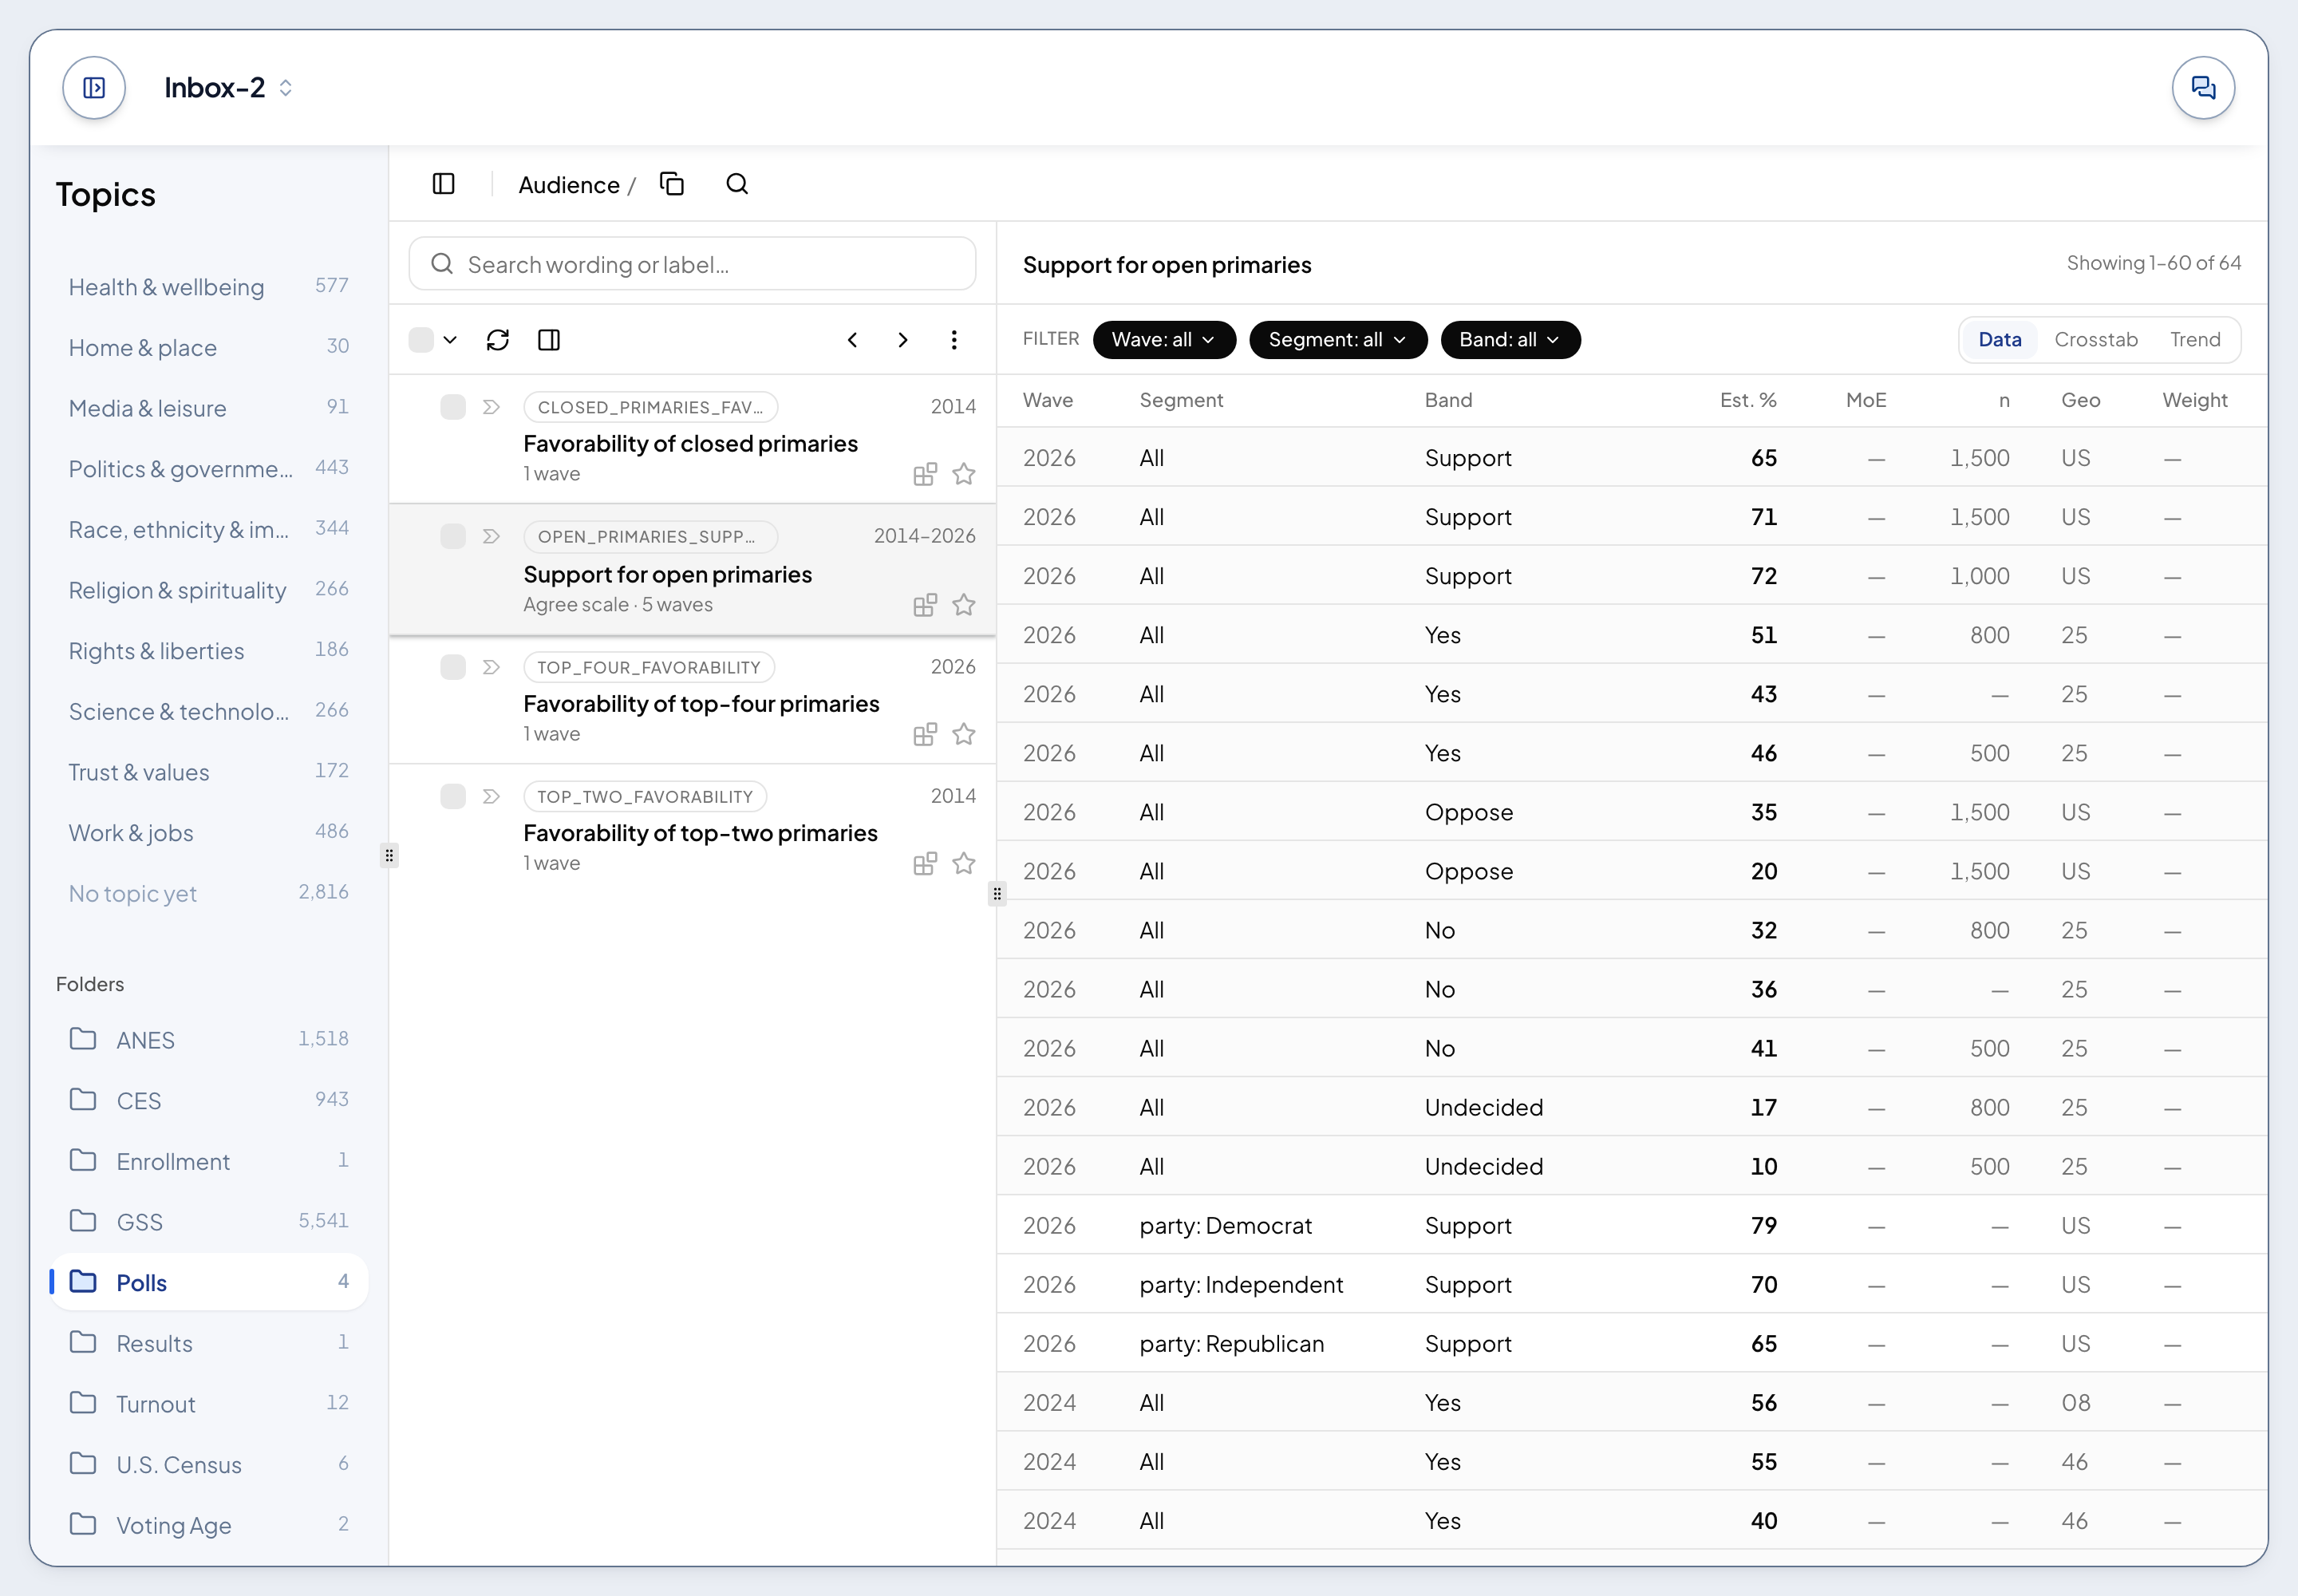 Inbox-2
Topics
Health & wellbeing 577
Home & place 30
Media & leisure 91
Politics & governme... 443
Race, ethnicity & im... 344
Religion & spirituality 266
Rights & liberties 186
Science & technolo... 266
Trust & values 172
Work & jobs 486
No topic yet 2,816
Folders
ANES 1,518
CES 943
Enrollment 1
GSS 5,541
Polls 4
Results 1
Turnout 12
U.S. Census 6
Voting Age 2
Audience /
Search wording or label...
CLOSED_PRIMARIES_FAV... 2014
Favorability of closed primaries
1 wave
OPEN_PRIMARIES_SUPP... 2014–2026
Support for open primaries
Agree scale · 5 waves
TOP_FOUR_FAVORABILITY 2026
Favorability of top-four primaries
1 wave
TOP_TWO_FAVORABILITY 2014
Favorability of top-two primaries
1 wave
Support for open primaries Showing 1–60 of 64
FILTER Wave: all Segment: all Band: all Data Crosstab Trend
Wave Segment Band Est. % MoE n Geo Weight
2026 All Support 65 — 1,500 US —
2026 All Support 71 — 1,500 US —
2026 All Support 72 — 1,000 US —
2026 All Yes 51 — 800 25 —
2026 All Yes 43 — — 25 —
2026 All Yes 46 — 500 25 —
2026 All Oppose 35 — 1,500 US —
2026 All Oppose 20 — 1,500 US —
2026 All No 32 — 800 25 —
2026 All No 36 — — 25 —
2026 All No 41 — 500 25 —
2026 All Undecided 17 — 800 25 —
2026 All Undecided 10 — 500 25 —
2026 party: Democrat Support 79 — — US —
2026 party: Independent Support 70 — — US —
2026 party: Republican Support 65 — — US —
2024 All Yes 56 — — 08 —
2024 All Yes 55 — — 46 —
2024 All Yes 40 — — 46 —